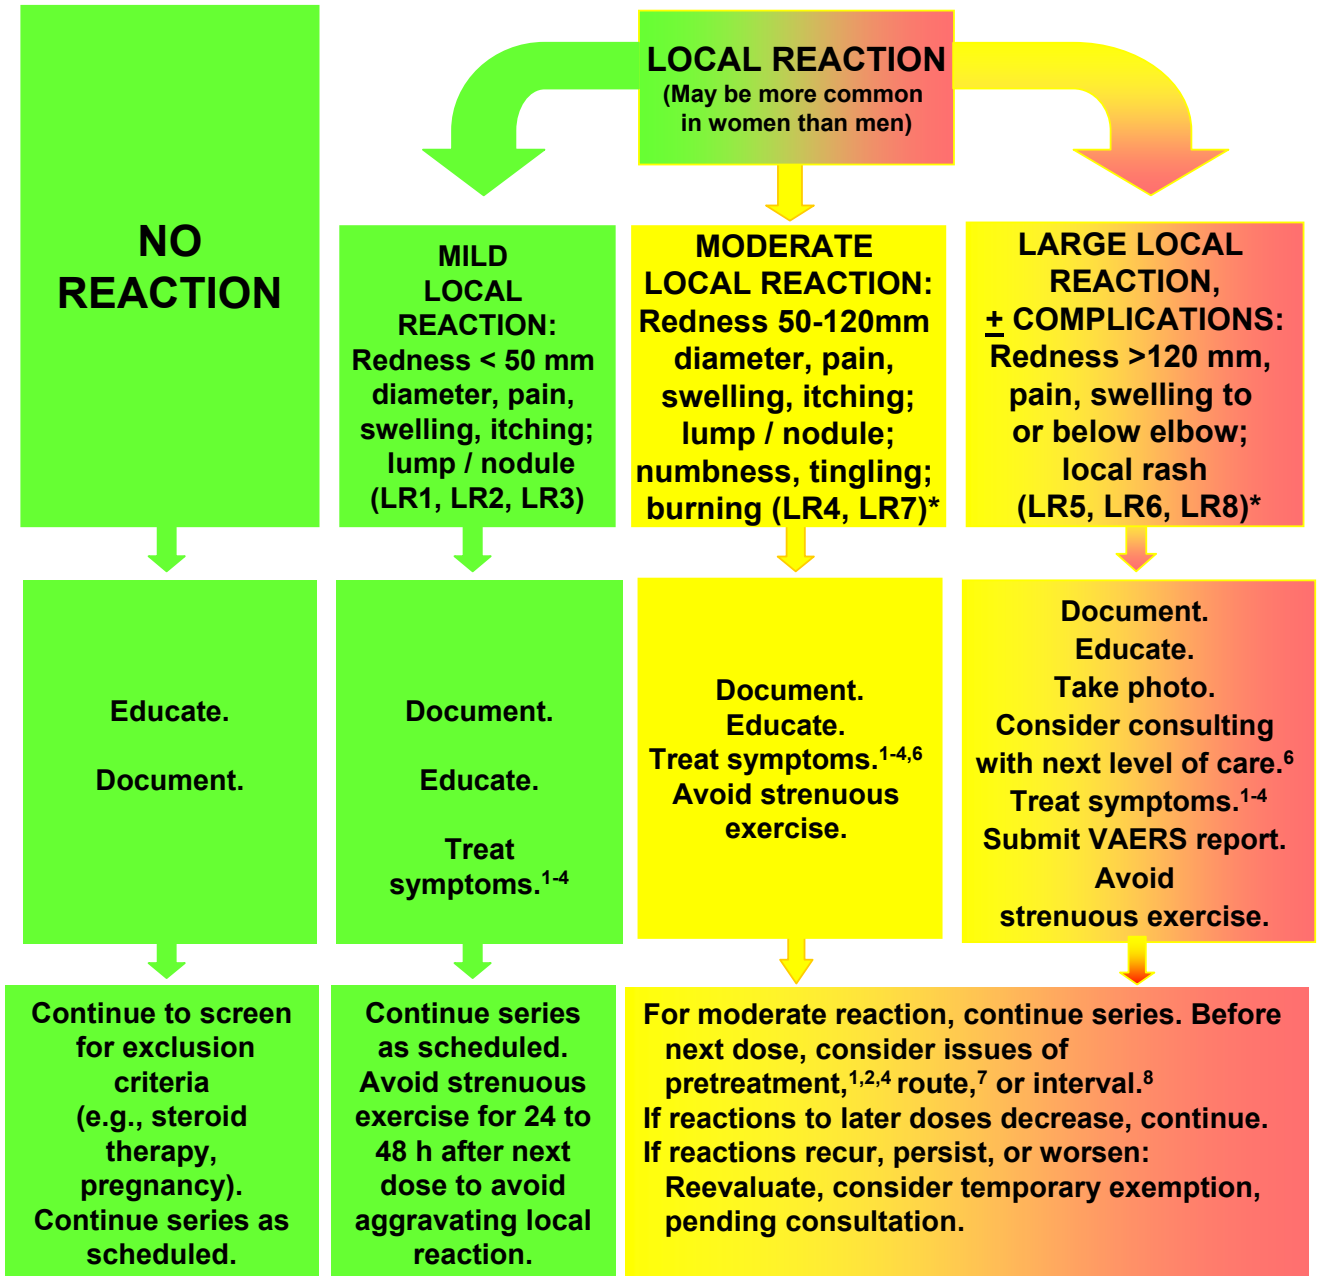 LOCAL REACTION
(May be more common
in women than men)
NO
REACTION
MILD
LOCAL
REACTION:
Redness < 50 mm
diameter, pain,
swelling, itching;
lump / nodule
(LR1, LR2, LR3)
MODERATE
LOCAL REACTION:
Redness 50-120mm
diameter, pain,
swelling, itching;
lump / nodule;
numbness, tingling;
burning (LR4, LR7)*
LARGE LOCAL
REACTION,
+ COMPLICATIONS:
Redness >120 mm,
pain, swelling to
or below elbow;
local rash
(LR5, LR6, LR8)*
Educate.
Document.
Document.
Educate.
Treat
symptoms.1-4
Document.
Educate.
Treat symptoms.1-4,6
Avoid strenuous
exercise.
Document.
Educate.
Take photo.
Consider consulting
with next level of care.6
Treat symptoms.1-4
Submit VAERS report.
Avoid
strenuous exercise.
Continue to screen
for exclusion
criteria
(e.g., steroid
therapy,
pregnancy).
Continue series as
scheduled.
Continue series
as scheduled.
Avoid strenuous
exercise for 24 to
48 h after next
dose to avoid
aggravating local
reaction.
For moderate reaction, continue series. Before
next dose, consider issues of
pretreatment,1,2,4 route,7 or interval.8
If reactions to later doses decrease, continue.
If reactions recur, persist, or worsen:
Reevaluate, consider temporary exemption,
pending consultation.